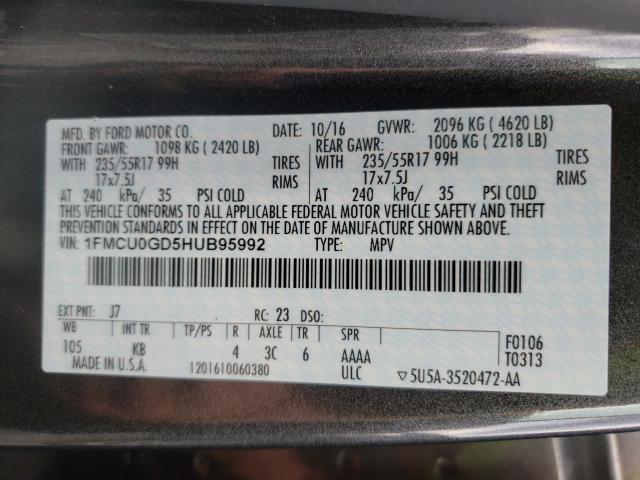 MFD. BY FORD MOTOR CO. DATE: 10/16 GVWR: 2096 KG ( 4620 LB)
FRONT GAWR: 1098 KG ( 2420 LB) REAR GAWR: 1006 KG ( 2218 LB)
WITH 235/55R17 99H TIRES WITH 235/55R17 99H TIRES
17x7.5J RIMS 17x7.5J RIMS
AT 240 kPa/ 35 PSI COLD AT 240 kPa/ 35 PSI COLD
THIS VEHICLE CONFORMS TO ALL APPLICABLE FEDERAL MOTOR VEHICLE SAFETY AND THEFT
PREVENTION STANDARDS IN EFFECT ON THE DATE OF MANUFACTURE SHOWN ABOVE.
VIN: 1FMCU0GD5HUB95992 TYPE: MPV
EXT PNT: J7 RC: 23 DSO:
WB INT TR TP/PS R AXLE TR SPR F0106
105 KB 4 3C 6 AAAA T0313
MADE IN U.S.A. 1201610060380 ULC ▽5U5A-3520472-AA